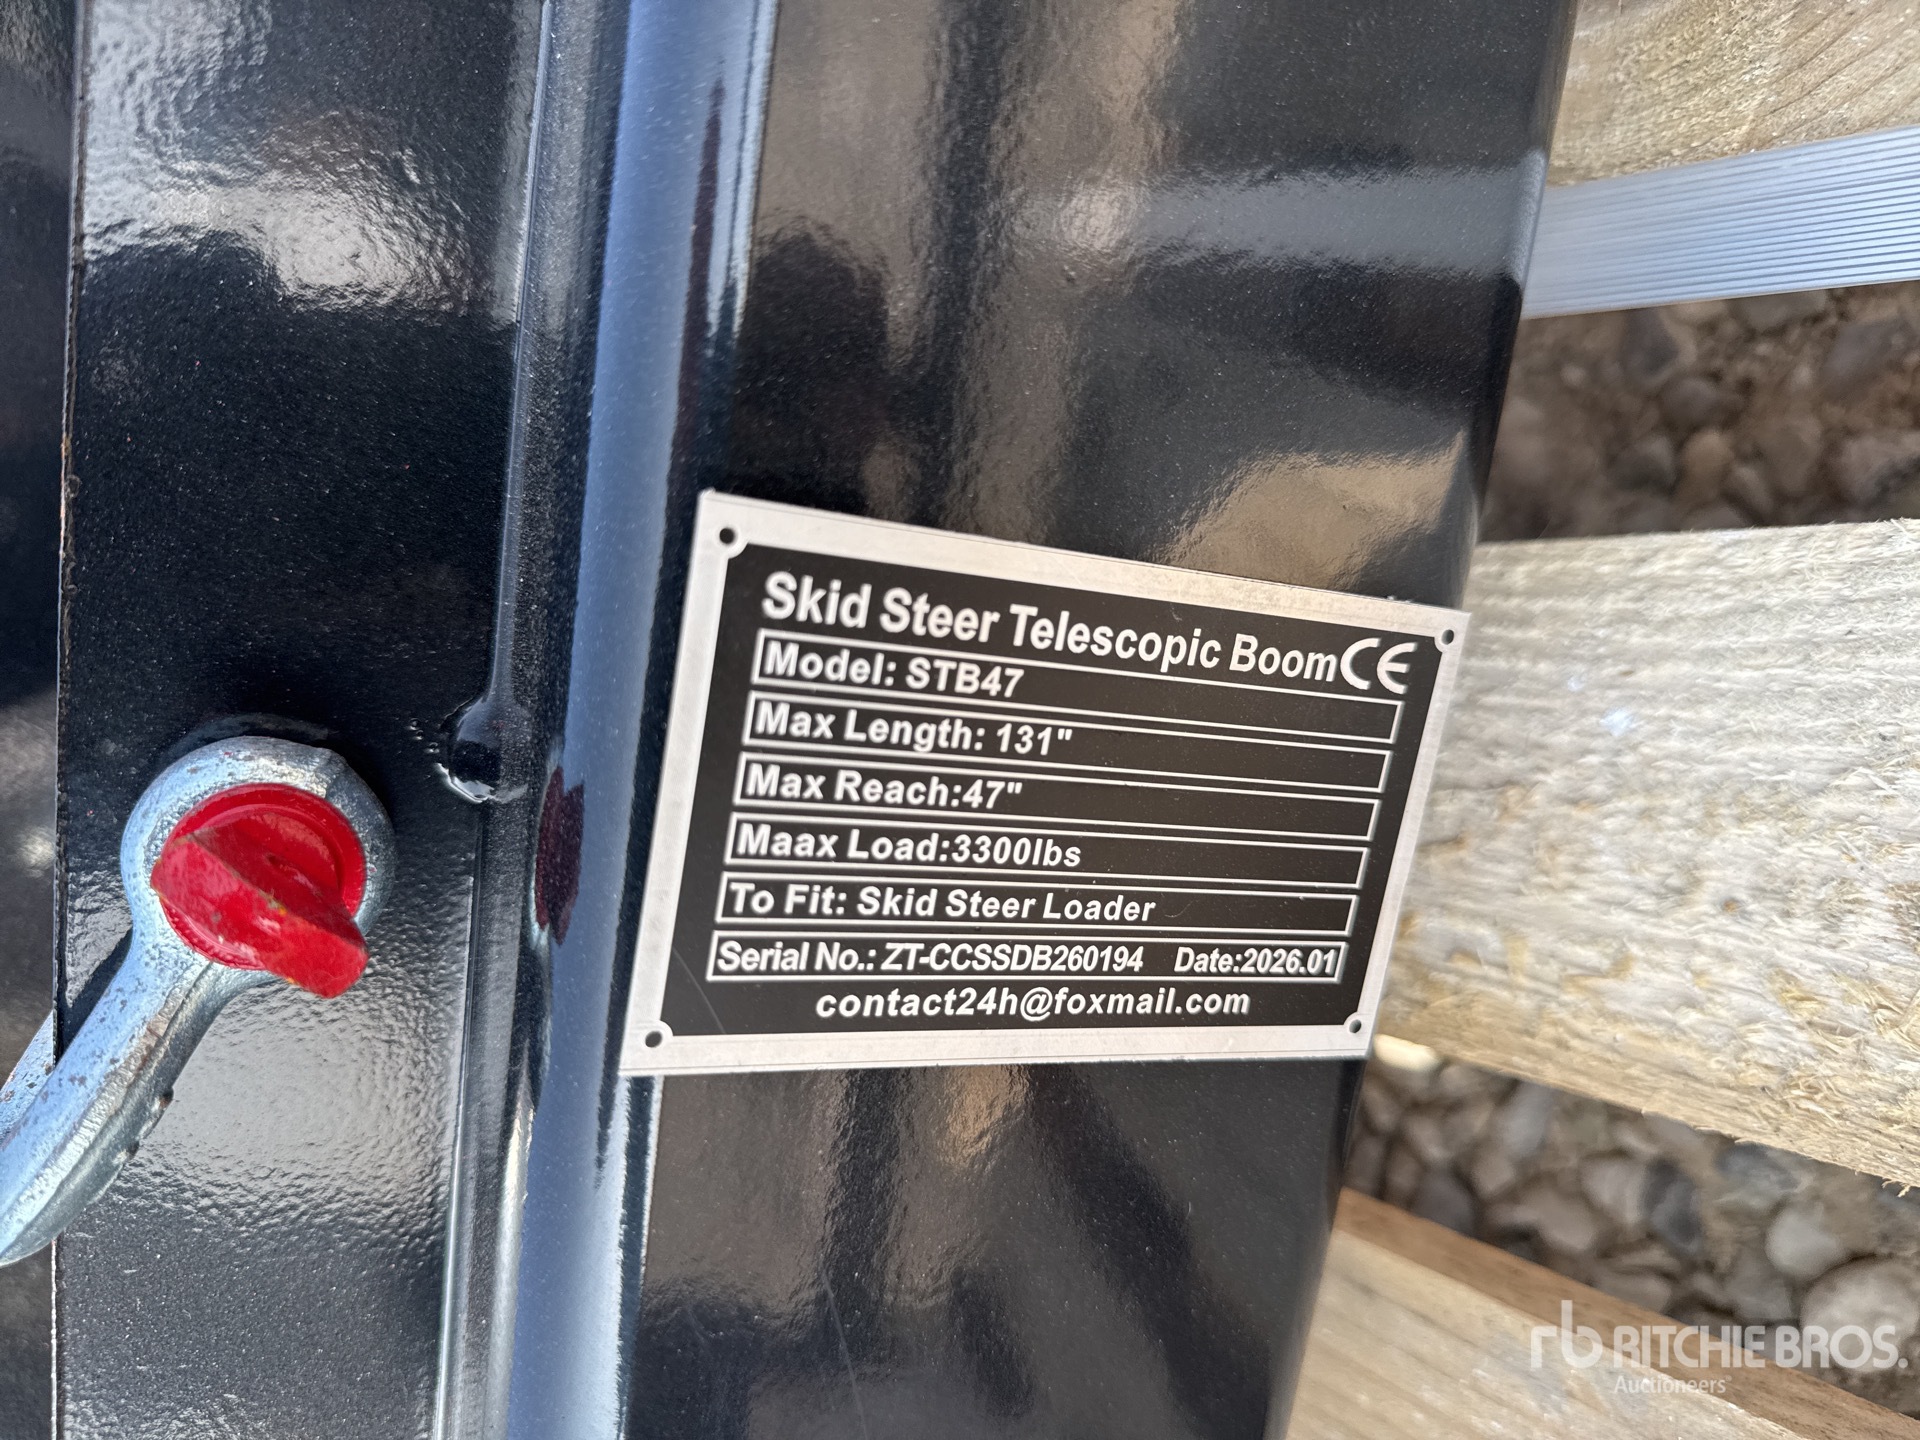 Skid Steer Telescopic Boom CE
Model: STB47
Max Length: 131"
Max Reach:47"
Maax Load:3300lbs
To Fit: Skid Steer Loader
Serial No.: ZT-CCSSDB260194 Date:2026.01
contact24h@foxmail.com
rb RITCHIE BROS.
Auctioneers